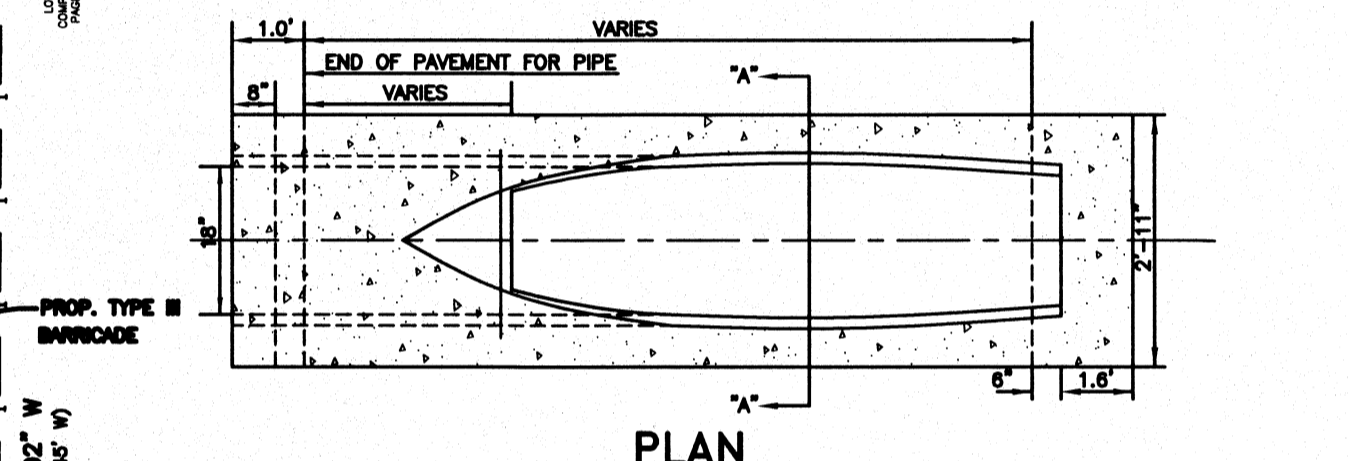 1.0'
VARIES
END OF PAVEMENT FOR PIPE
8"
VARIES
"A"
18"
2'-11"
PROP. TYPE III
BARRICADE
6"
1.6'
"A"
PLAN